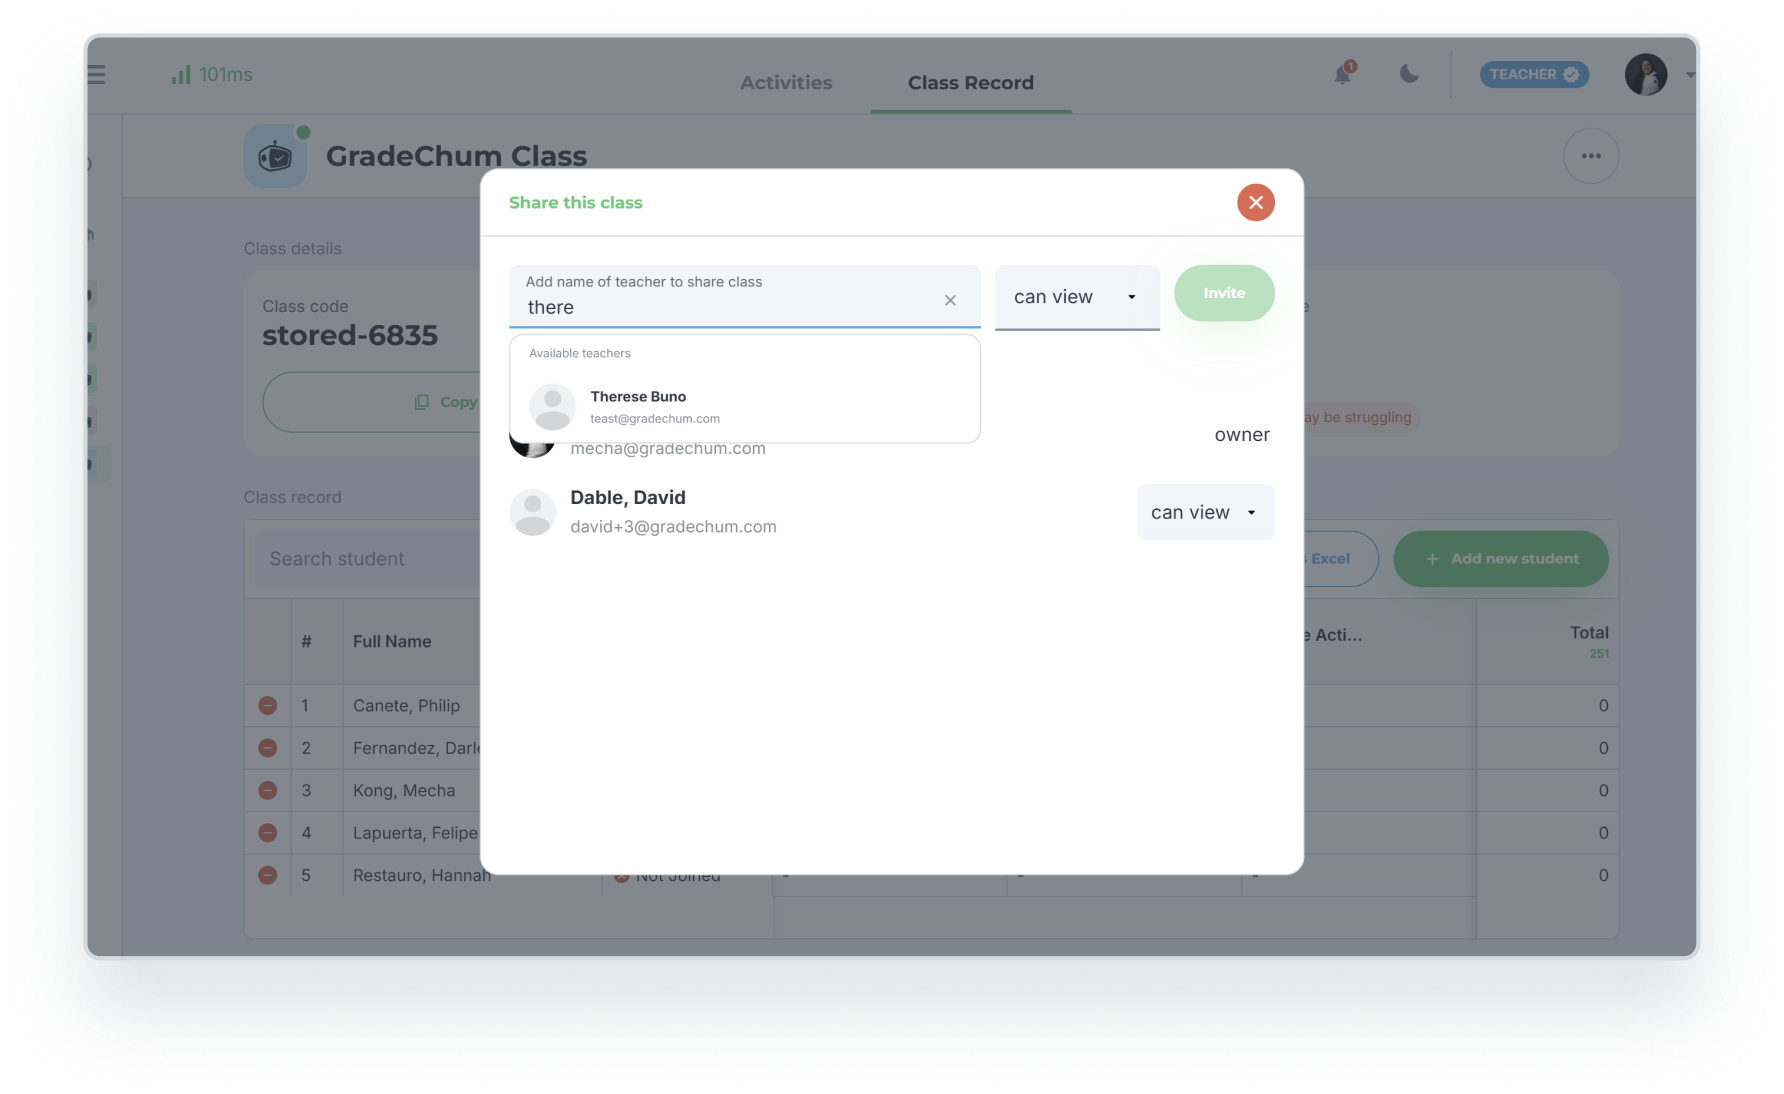 101ms
Activities
Class Record
1
TEACHER
GradeChum Class
Share this class
Class details
Add name of teacher to share class
there
can view
Invite
Class code
stored-6835
Available teachers
Therese Buno
teast@gradechum.com
Copy
ay be struggling
owner
mecha@gradechum.com
Class record
Dable, David
david+3@gradechum.com
can view
Search student
Excel
+ Add new student
#
Full Name
e Acti...
Total
251
1
Canete, Philip
0
2
Fernandez, Darle
0
3
Kong, Mecha
0
4
Lapuerta, Felipe
0
5
Restauro, Hannah
Not Joined
-
-
-
0